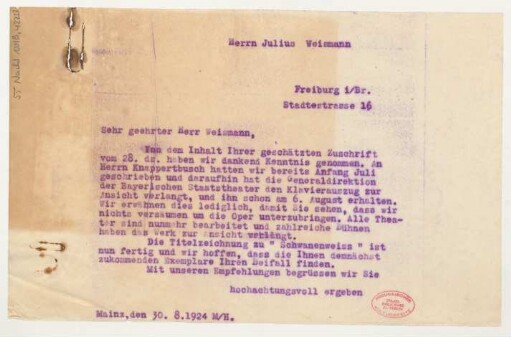 Herrn Julius Weismann
Freiburg i/Br.
Stadtestrasse 16
Sehr geehrter Herr Weismann,
Von dem Inhalt Ihrer geschätzten Zuschrift
vom 28. ds. haben wir dankend Kenntnis genommen. An
Herrn Knappertbusch hatten wir bereits Anfang Juli
geschrieben und daraufhin hat die Generaldirektion
der Bayerischen Staatstheater den Klavierauszug zur
Ansicht verlangt, und ihn schon am 6. August erhalten.
Wir erwähnen dies lediglich, damit Sie sehen, dass wir
nichts versäumen um die Oper unterzubringen. Alle Thea-
ter sind nunmehr bearbeitet und zahlreiche Bühnen
haben das Werk zur Ansicht verlangt.
Die Titelzeichnung zu " Schwanenweiss " ist
nun fertig und wir hoffen, dass die Ihnen demnächst
zukommenden Exemplare Ihren Beifall finden.
Mit unseren Empfehlungen begrüssen wir Sie
hochachtungsvoll ergeben
Mainz, den 30. 8.1924 M/H.